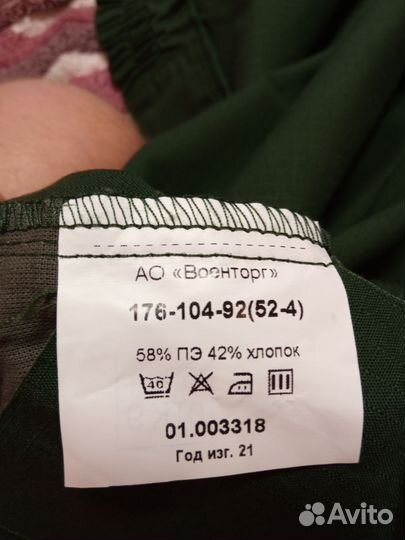 АО «Военторг»
176-104-92(52-4)
58% ПЭ 42% хлопок
40
01.003318
Год изг. 21
Avito